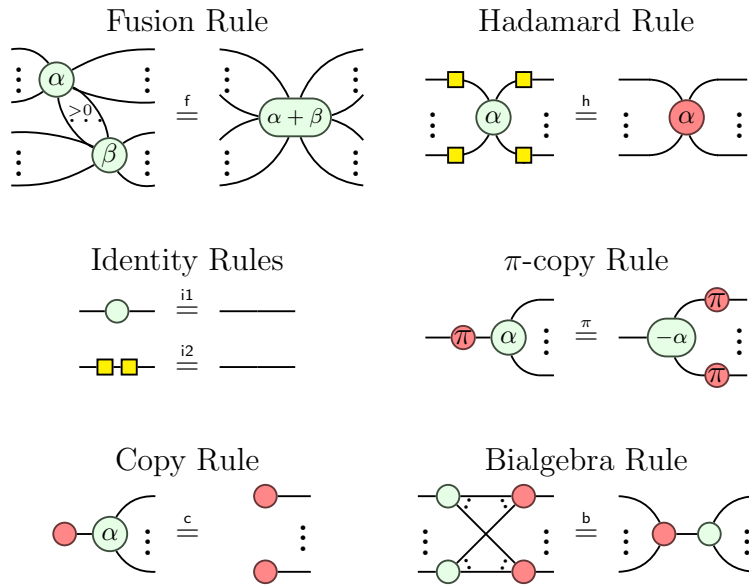 Fusion Rule
α >0 β f = α + β
Hadamard Rule
α h = α
Identity Rules
i1 =
i2 =
π-copy Rule
π α π = −α π π
Copy Rule
α c =
Bialgebra Rule
b =